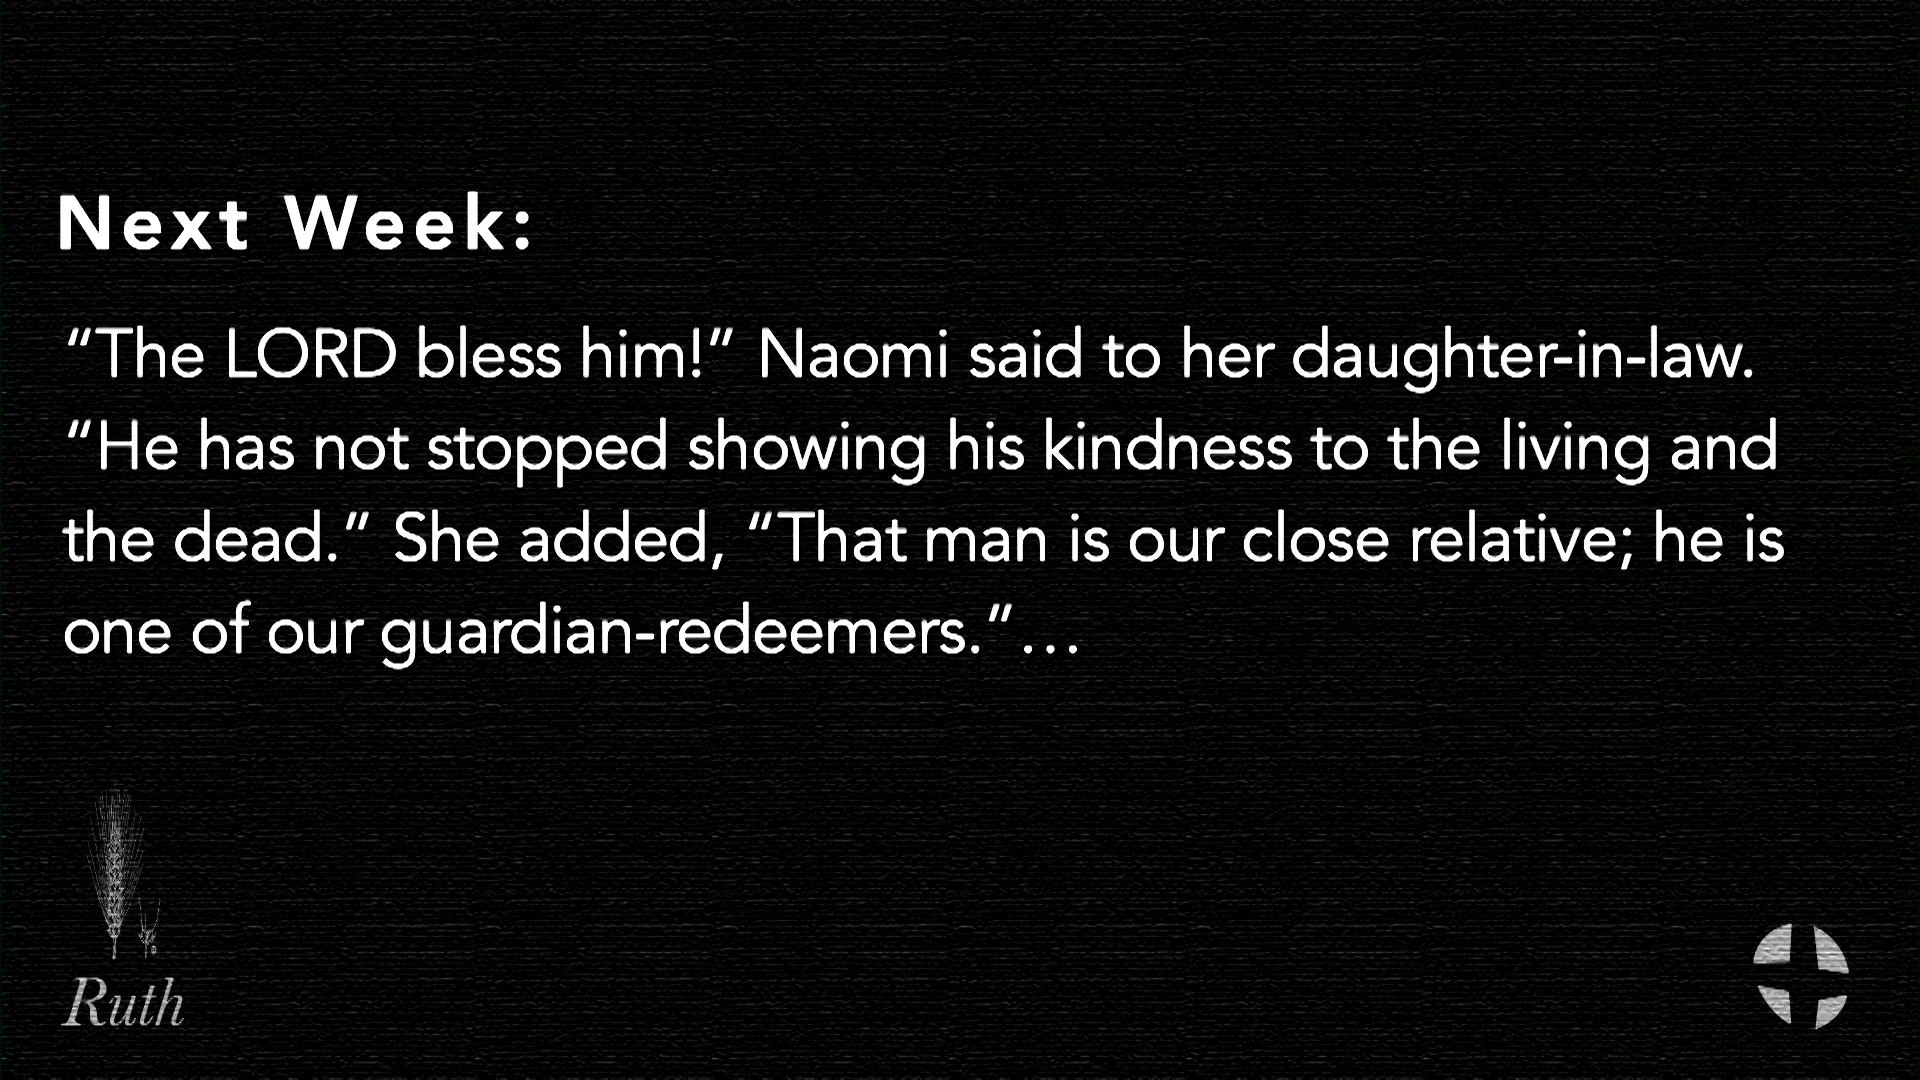 Next Week:
“The LORD bless him!” Naomi said to her daughter-in-law.
“He has not stopped showing his kindness to the living and
the dead.” She added, “That man is our close relative; he is
one of our guardian-redeemers.”…
Ruth